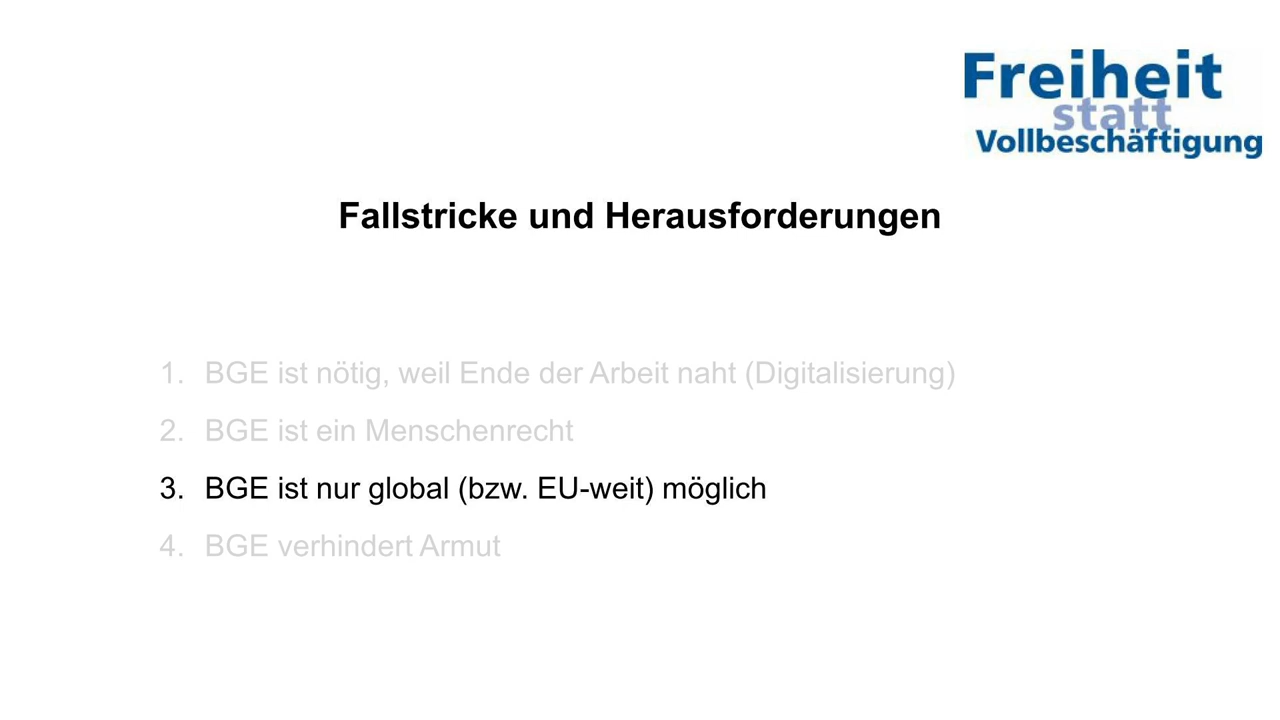 Freiheit
statt
Vollbeschäftigung
Fallstricke und Herausforderungen
1. BGE ist nötig, weil Ende der Arbeit naht (Digitalisierung)
2. BGE ist ein Menschenrecht
3. BGE ist nur global (bzw. EU-weit) möglich
4. BGE verhindert Armut